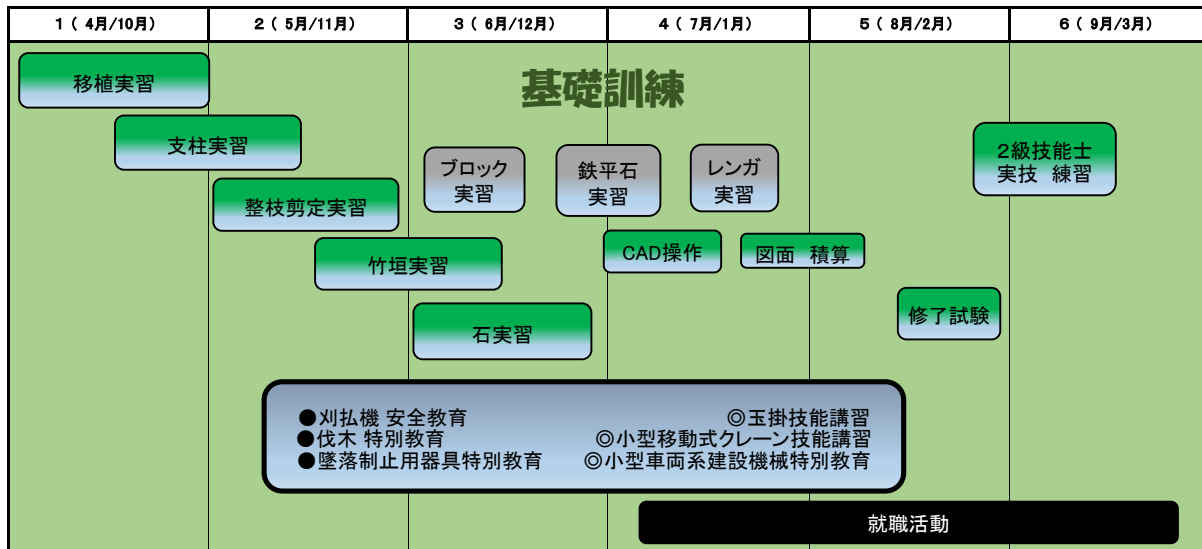 1（ 4月/10月）
2（ 5月/11月）
3（ 6月/12月）
4（ 7月/1月）
5（ 8月/2月）
6（ 9月/3月）
基礎訓練
移植実習
支柱実習
整枝剪定実習
竹垣実習
石実習
ブロック
実習
鉄平石
実習
レンガ
実習
CAD操作
図面　積算
修了試験
２級技能士
実技　練習
●刈払機 安全教育
●伐木 特別教育
●墜落制止用器具特別教育
◎玉掛技能講習
◎小型移動式クレーン技能講習
◎小型車両系建設機械特別教育
就職活動